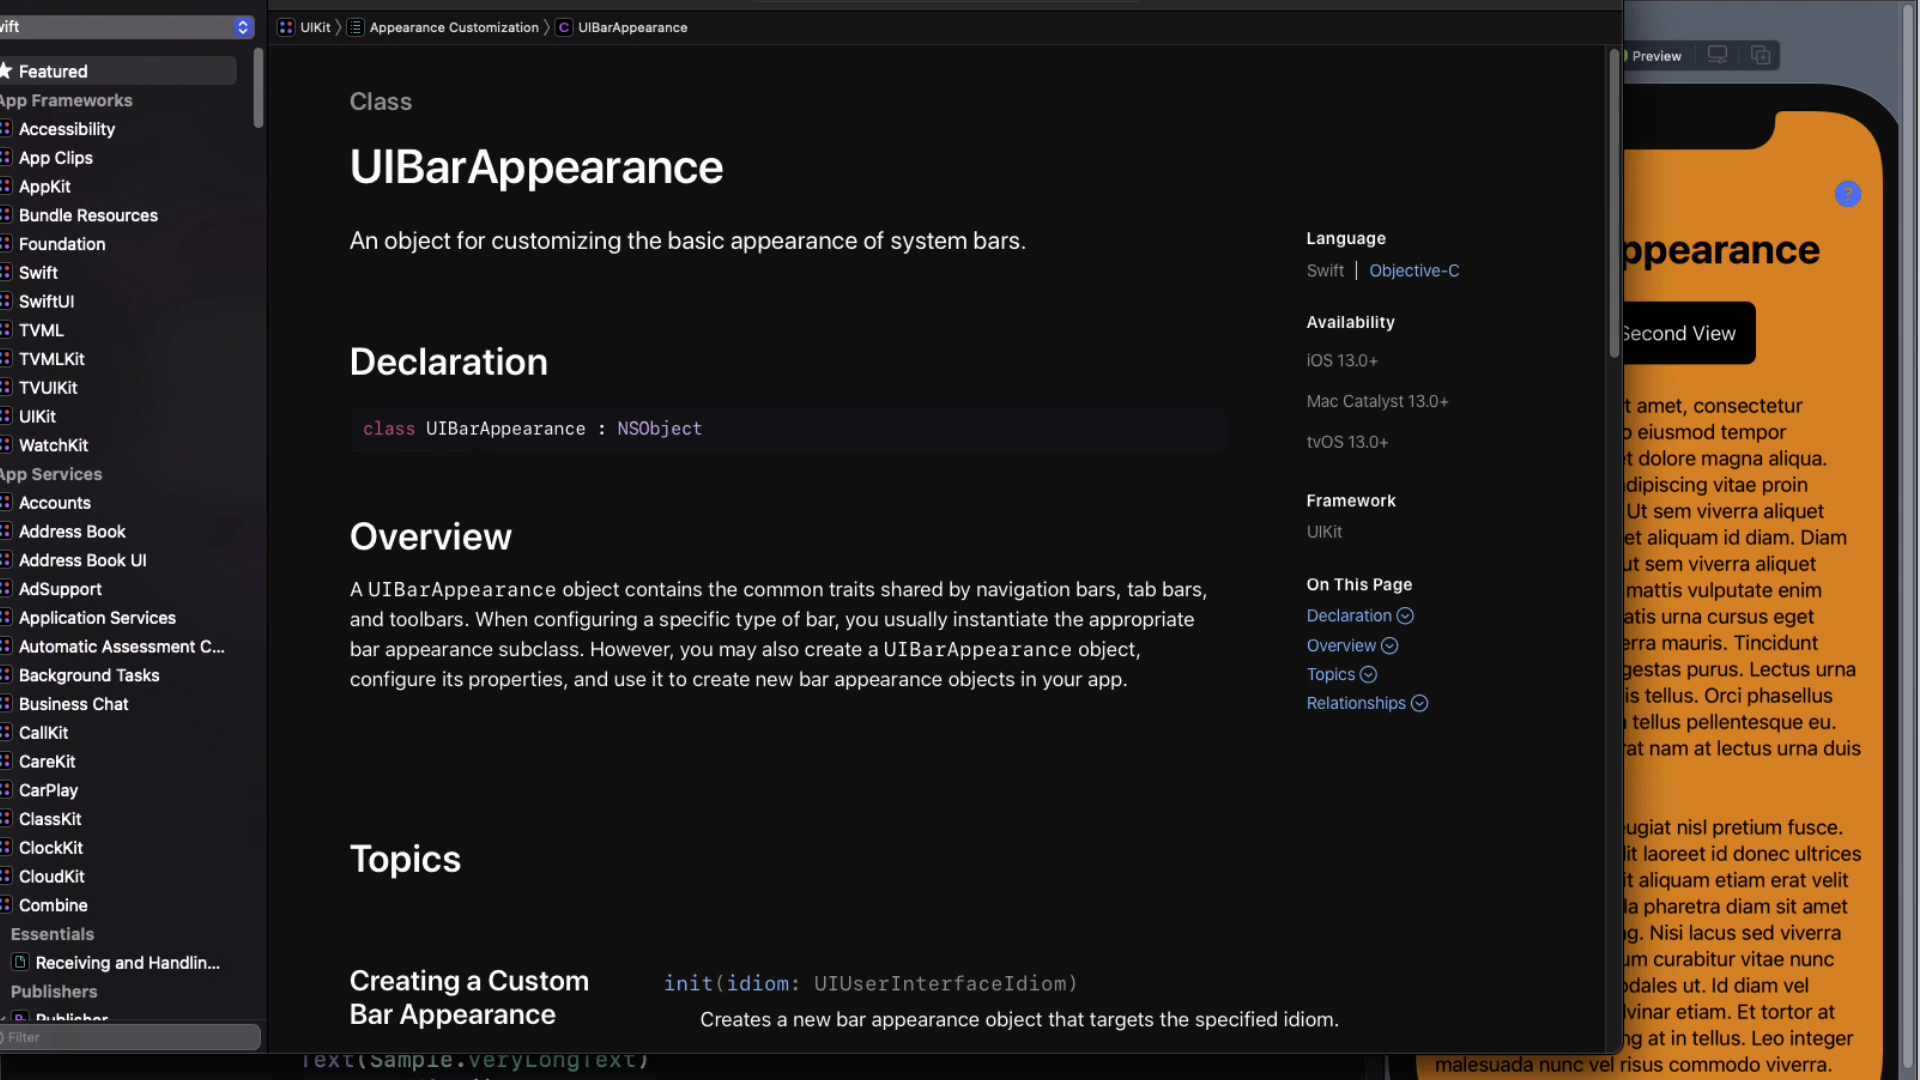 ift
UIKit
Appearance Customization
C UIBarAppearance
Featured
App Frameworks
Accessibility
App Clips
AppKit
Bundle Resources
Foundation
Swift
SwiftUI
TVML
TVMLKit
TVUIKit
UIKit
WatchKit
App Services
Accounts
Address Book
Address Book UI
AdSupport
Application Services
Automatic Assessment C...
Background Tasks
Business Chat
CallKit
CareKit
CarPlay
ClassKit
ClockKit
CloudKit
Combine
Essentials
Receiving and Handlin...
Publishers
Publisher
Filter
Class
UIBarAppearance
An object for customizing the basic appearance of system bars.
Declaration
class UIBarAppearance : NSObject
Overview
A UIBarAppearance object contains the common traits shared by navigation bars, tab bars,
and toolbars. When configuring a specific type of bar, you usually instantiate the appropriate
bar appearance subclass. However, you may also create a UIBarAppearance object,
configure its properties, and use it to create new bar appearance objects in your app.
Topics
Creating a Custom
Bar Appearance
init(idiom: UIUserInterfaceIdiom)
Creates a new bar appearance object that targets the specified idiom.
Language
Swift | Objective-C
Availability
iOS 13.0+
Mac Catalyst 13.0+
tvOS 13.0+
Framework
UIKit
On This Page
Declaration
Overview
Topics
Relationships
Text(Sample.veryLongText)
Preview
?
ppearance
Second View
t amet, consectetur
o eiusmod tempor
et dolore magna aliqua.
dipiscing vitae proin
Ut sem viverra aliquet
et aliquam id diam. Diam
ut sem viverra aliquet
mattis vulputate enim
atis urna cursus eget
erra mauris. Tincidunt
gestas purus. Lectus urna
is tellus. Orci phasellus
tellus pellentesque eu.
rat nam at lectus urna duis
eugiat nisl pretium fusce.
lit laoreet id donec ultrices
it aliquam etiam erat velit
la pharetra diam sit amet
ng. Nisi lacus sed viverra
um curabitur vitae nunc
odales ut. Id diam vel
lvinar etiam. Et tortor at
ng at in tellus. Leo integer
malesuada nunc vel risus commodo viverra.